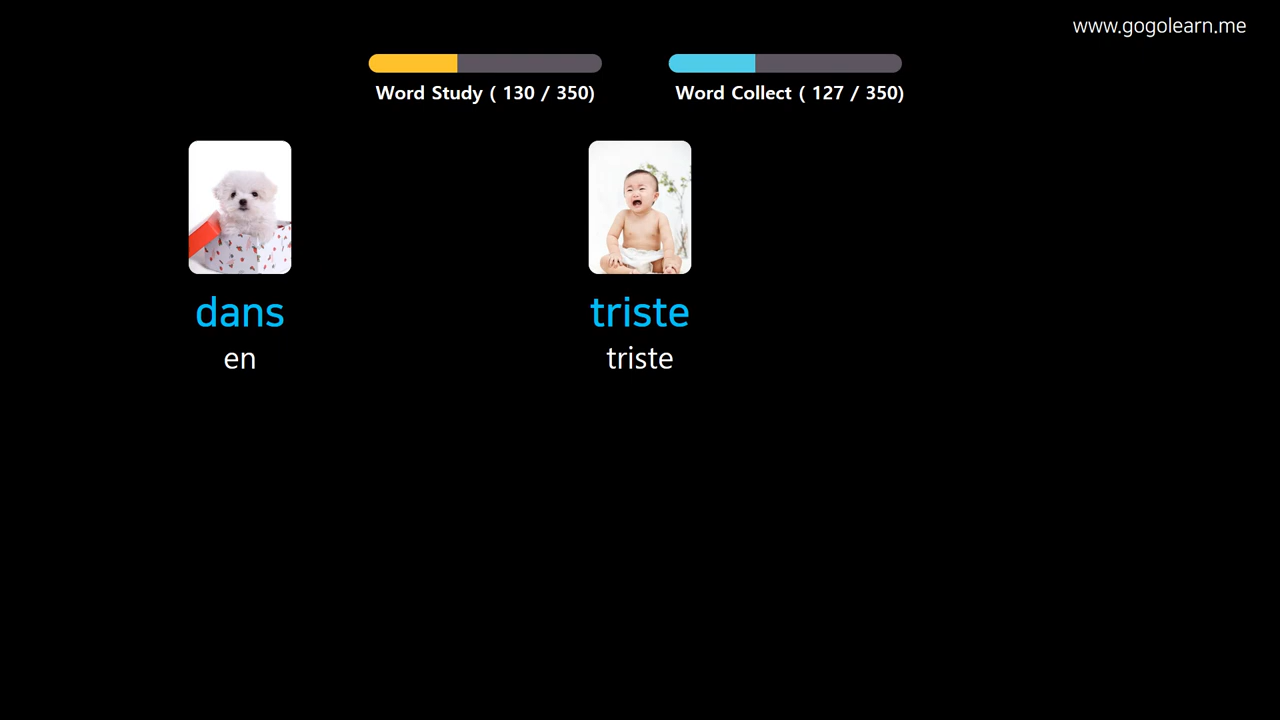 www.gogolearn.me
Word Study ( 130 / 350)
Word Collect ( 127 / 350)
dans
en
triste
triste